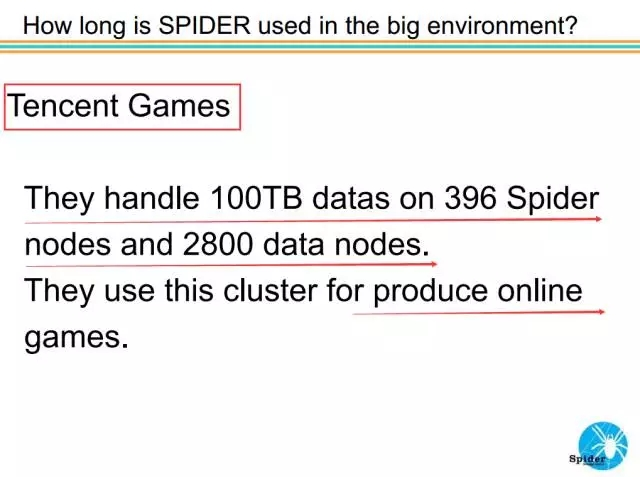 How long is SPIDER used in the big environment?
Tencent Games
They handle 100TB datas on 396 Spider
nodes and 2800 data nodes.
They use this cluster for produce online
games.
Spider